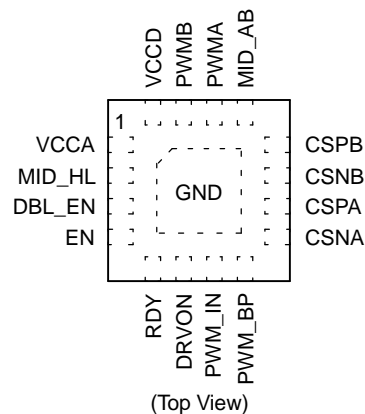 VCCD
PWMB
PWMA
MID_AB
1
VCCA
MID_HL
DBL_EN
EN
GND
CSPB
CSNB
CSPA
CSNA
RDY
DRVON
PWM_IN
PWM_BP
(Top View)